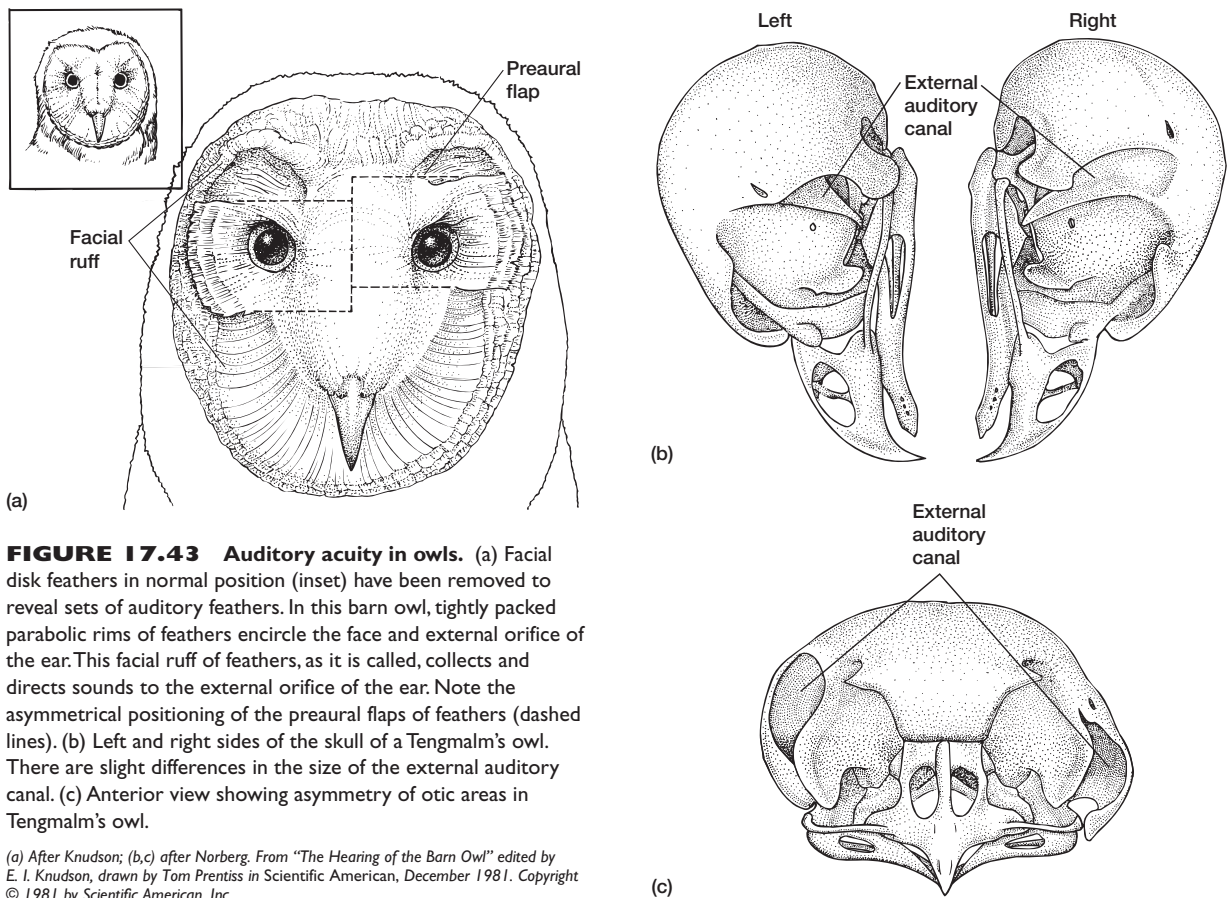 Preaural
flap
Facial
ruff
(a)
Left
Right
External
auditory
canal
(b)
External
auditory
canal
(c)
FIGURE 17.43 Auditory acuity in owls. (a) Facial
disk feathers in normal position (inset) have been removed to
reveal sets of auditory feathers. In this barn owl, tightly packed
parabolic rims of feathers encircle the face and external orifice of
the ear. This facial ruff of feathers, as it is called, collects and
directs sounds to the external orifice of the ear. Note the
asymmetrical positioning of the preaural flaps of feathers (dashed
lines). (b) Left and right sides of the skull of a Tengmalm's owl.
There are slight differences in the size of the external auditory
canal. (c) Anterior view showing asymmetry of otic areas in
Tengmalm's owl.
(a) After Knudson; (b,c) after Norberg. From “The Hearing of the Barn Owl” edited by
E. I. Knudson, drawn by Tom Prentiss in Scientific American, December 1981. Copyright
© 1981 by Scientific American, Inc.